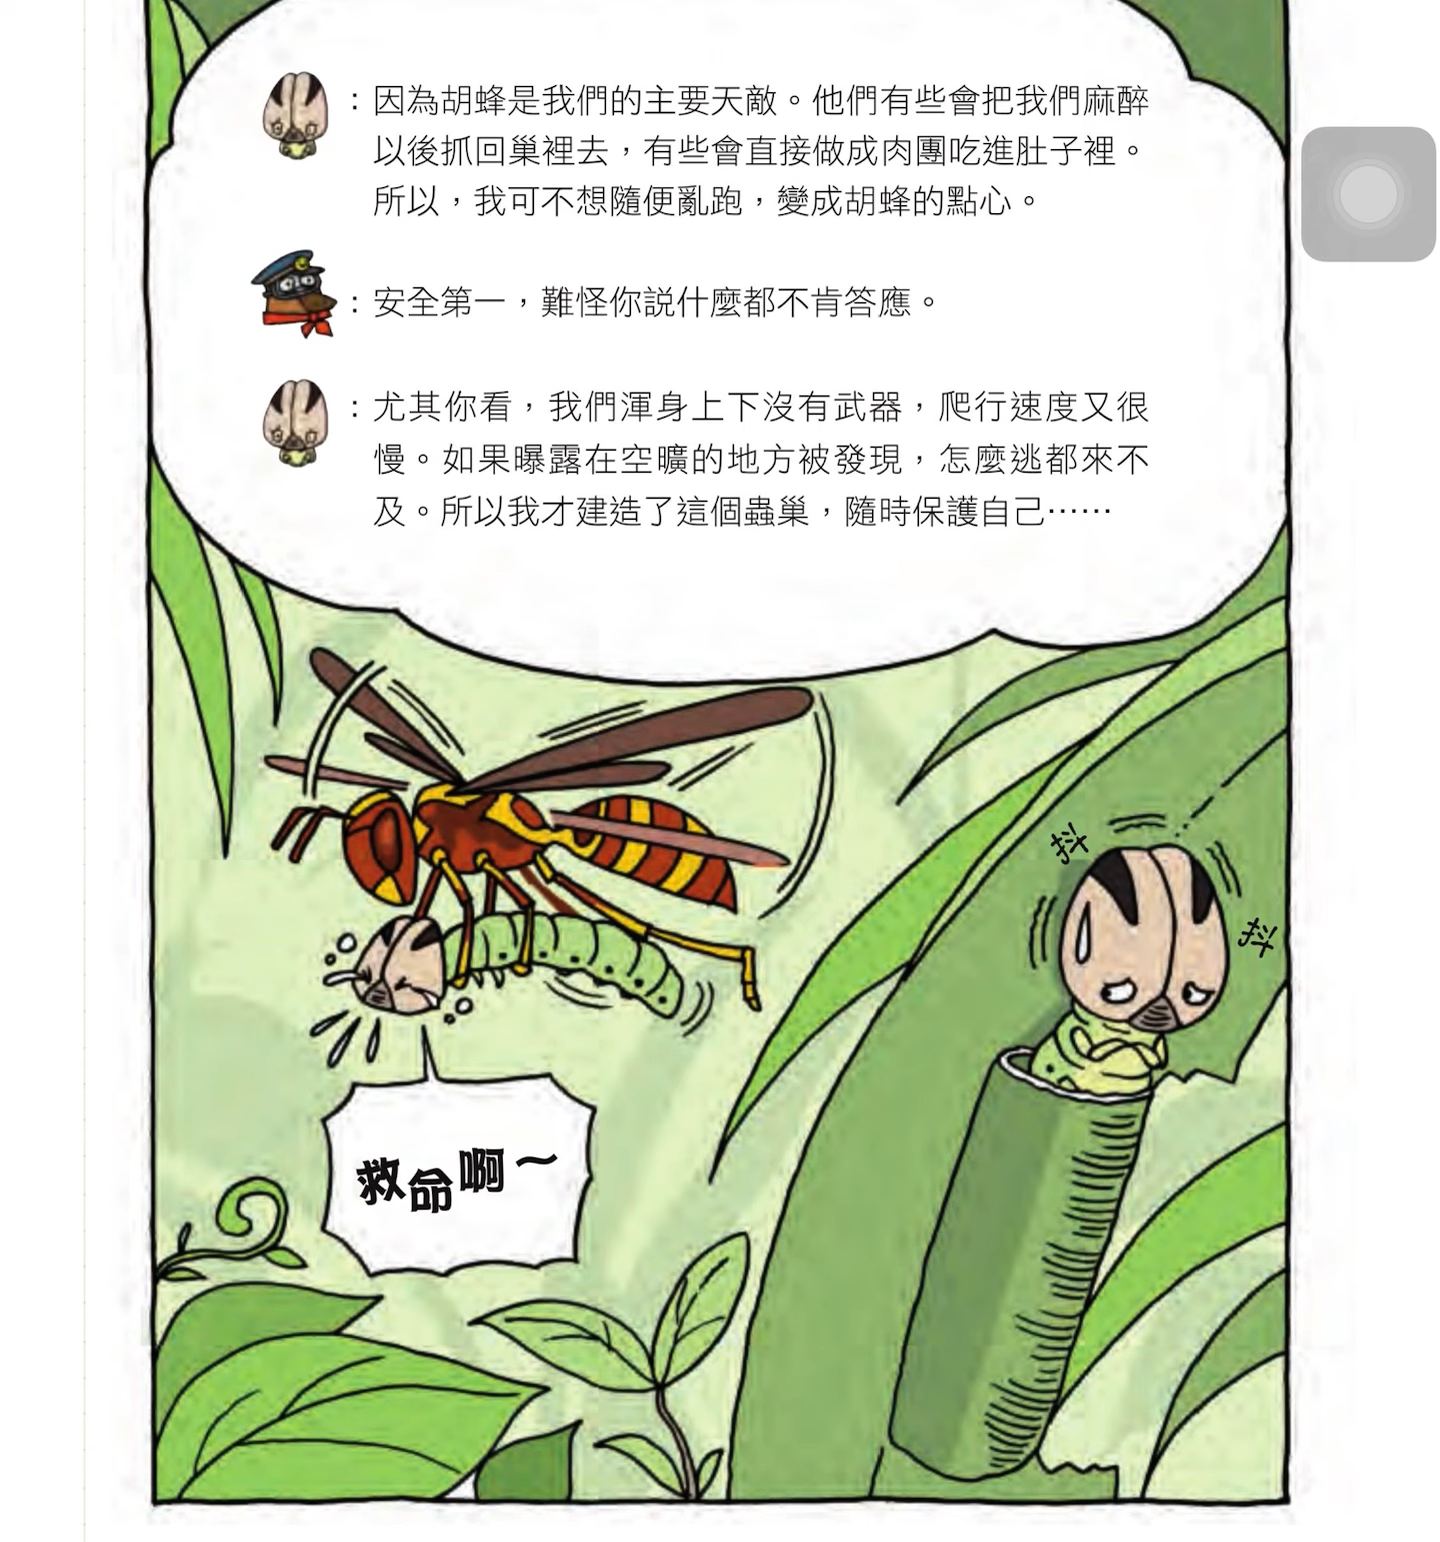 ：因為胡蜂是我們的主要天敵。他們有些會把我們麻醉
以後抓回巢裡去，有些會直接做成肉團吃進肚子裡。
所以，我可不想隨便亂跑，變成胡蜂的點心。
：安全第一，難怪你説什麼都不肯答應。
：尤其你看，我們渾身上下沒有武器，爬行速度又很
慢。如果曝露在空曠的地方被發現，怎麼逃都來不
及。所以我才建造了這個蟲巢，隨時保護自己……
抖
抖
救命啊～